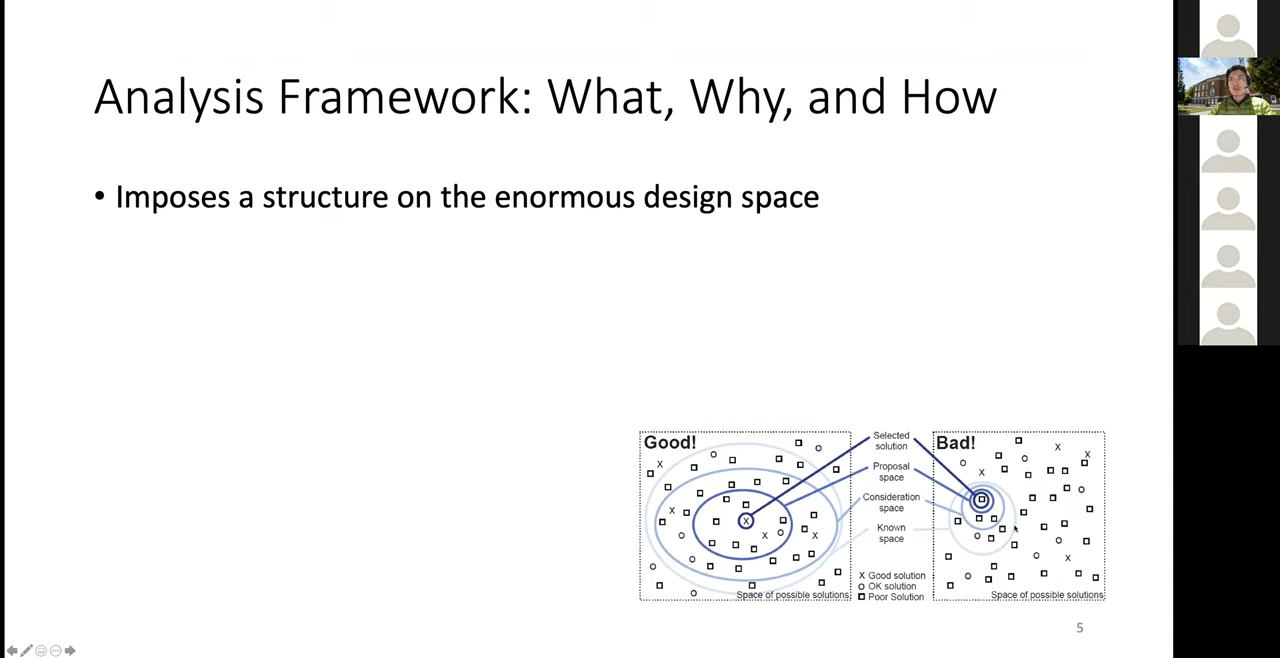 Analysis Framework: What, Why, and How
• Imposes a structure on the enormous design space
Good!
Selected
solution
Proposal
space
Consideration
space
Known
space
X Good solution
o OK solution
□ Poor Solution
Space of possible solutions
Bad!
Space of possible solutions
5